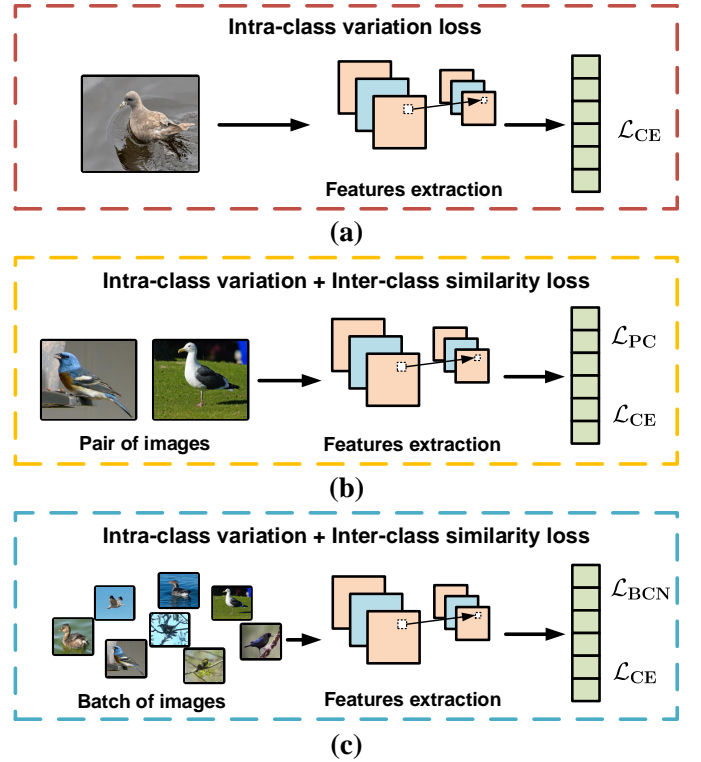 Intra-class variation loss
ℒCE
Features extraction
(a)
Intra-class variation + Inter-class similarity loss
ℒPC
ℒCE
Pair of images
Features extraction
(b)
Intra-class variation + Inter-class similarity loss
ℒBCN
ℒCE
Batch of images
Features extraction
(c)